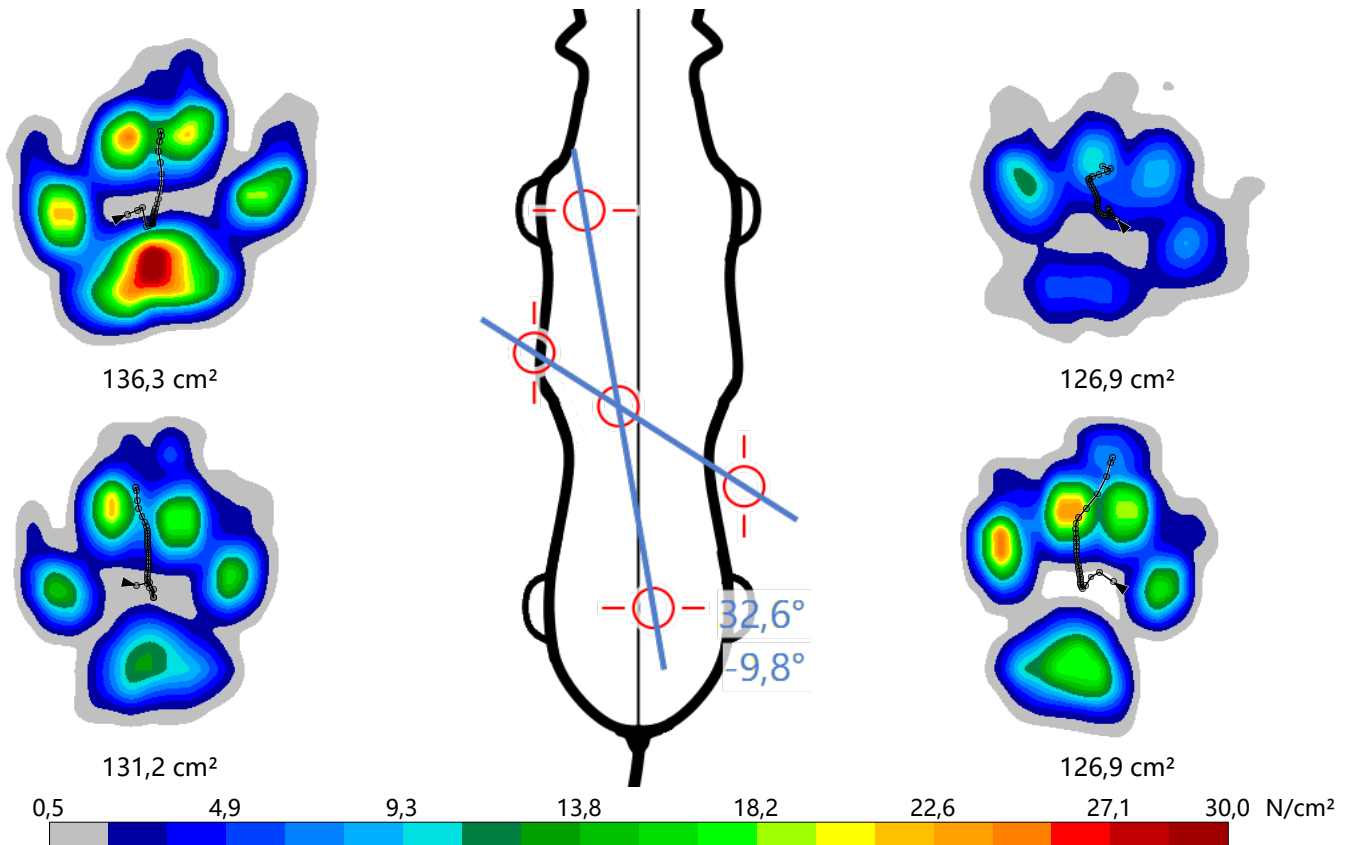 136,3 cm²
126,9 cm²
32,6°
-9,8°
131,2 cm²
126,9 cm²
0,5 4,9 9,3 13,8 18,2 22,6 27,1 30,0 N/cm²